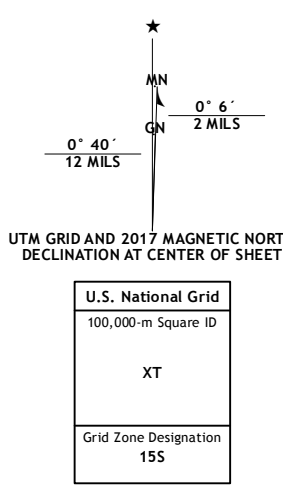 ★
MN
0° 6´
2 MILS
GN
0° 40´
12 MILS
UTM GRID AND 2017 MAGNETIC NORT
DECLINATION AT CENTER OF SHEET
U.S. National Grid
100,000-m Square ID
XT
Grid Zone Designation
15S